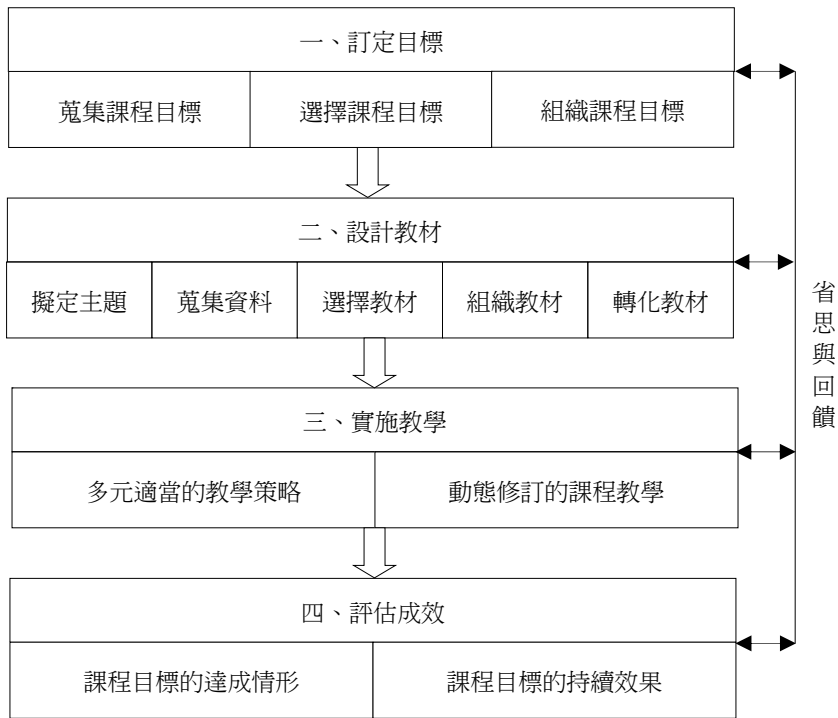 一、訂定目標
蒐集課程目標
選擇課程目標
組織課程目標
二、設計教材
擬定主題
蒐集資料
選擇教材
組織教材
轉化教材
三、實施教學
多元適當的教學策略
動態修訂的課程教學
四、評估成效
課程目標的達成情形
課程目標的持續效果
省思與回饋